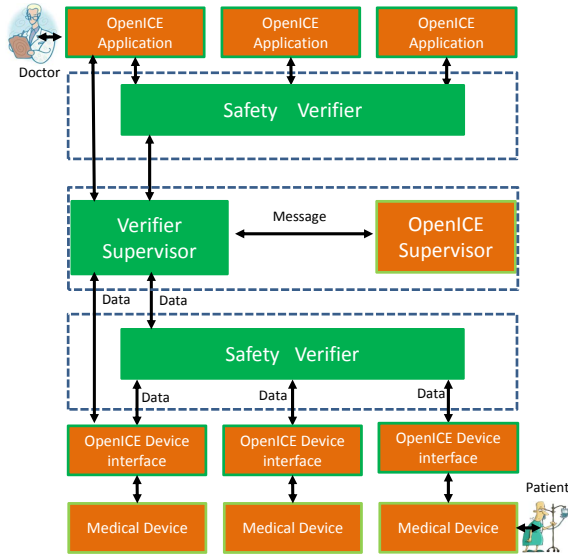 OpenICE
Application
OpenICE
Application
OpenICE
Application
Doctor
Safety Verifier
Verifier
Supervisor
Message
OpenICE
Supervisor
Data
Data
Safety Verifier
Data
Data
Data
OpenICE Device
interface
OpenICE Device
interface
OpenICE Device
interface
Patient
Medical Device
Medical Device
Medical Device